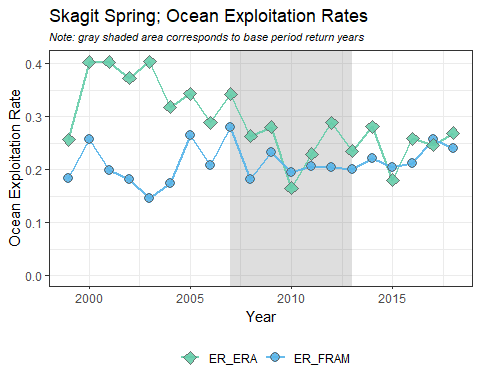 Skagit Spring; Ocean Exploitation Rates
Note: gray shaded area corresponds to base period return years
Ocean Exploitation Rate
0.4
0.3
0.2
0.1
0.0
2000 2005 2010 2015
Year
ER_ERA ER_FRAM